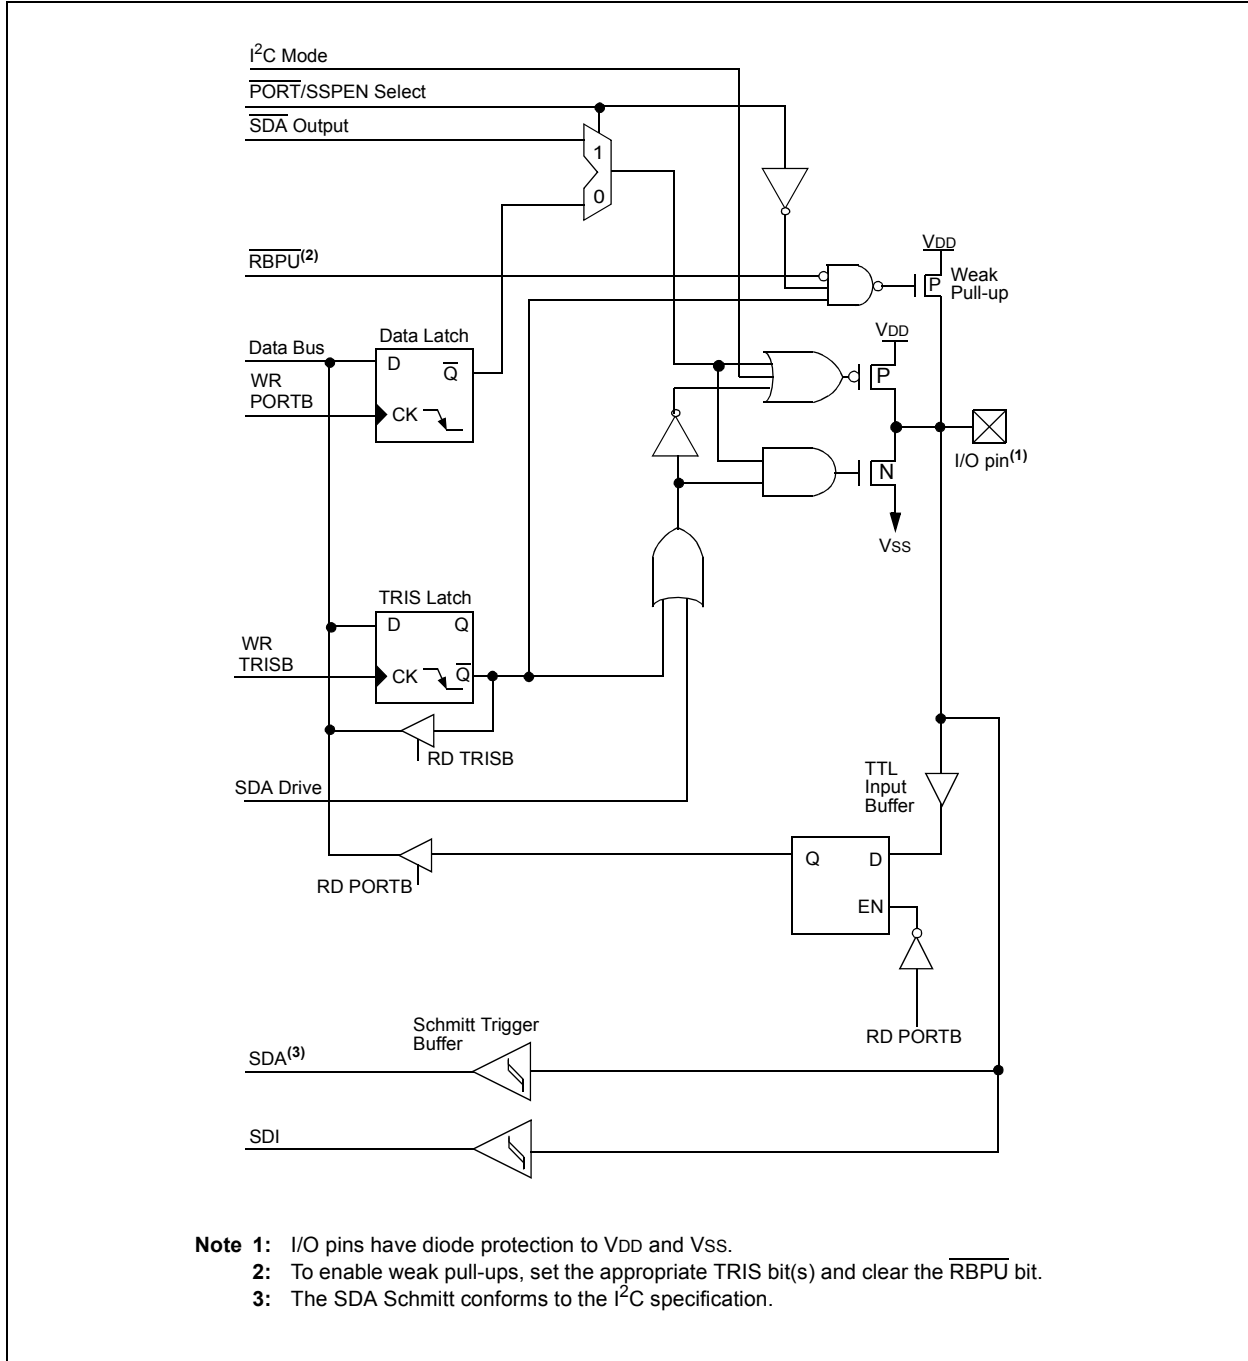 I²C Mode
P̅O̅R̅T̅/SSPEN Select
S̅D̅A̅ Output
1
0
VDD
R̅B̅P̅U̅(2)
P
Weak
Pull-up
VDD
Data Latch
Data Bus
D
Q̅
P
WR
PORTB
CK
I/O pin(1)
N
VSS
TRIS Latch
D
Q
WR
TRISB
CK
Q̅
RD TRISB
TTL
Input
Buffer
SDA Drive
Q
D
RD PORTB
EN
Schmitt Trigger
Buffer
RD PORTB
SDA(3)
SDI
Note 1: I/O pins have diode protection to VDD and VSS.
2: To enable weak pull-ups, set the appropriate TRIS bit(s) and clear the R̅B̅P̅U̅ bit.
3: The SDA Schmitt conforms to the I²C specification.